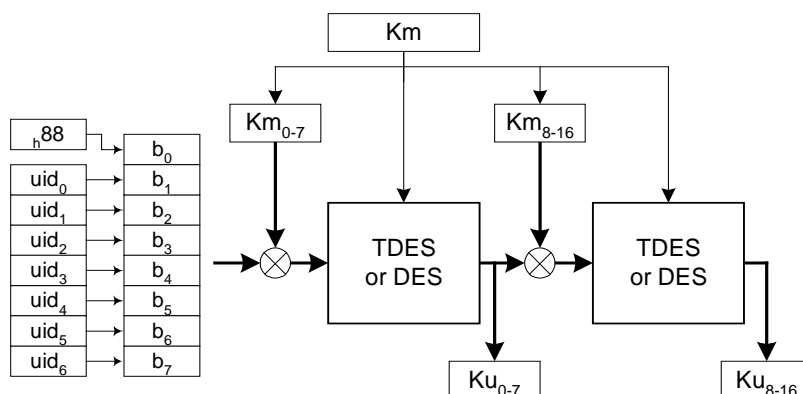 Km
Km0-7
Km8-16
h88
b0
uid0
b1
uid1
b2
uid2
b3
uid3
b4
uid4
b5
uid5
b6
uid6
b7
TDES
or DES
TDES
or DES
Ku0-7
Ku8-16